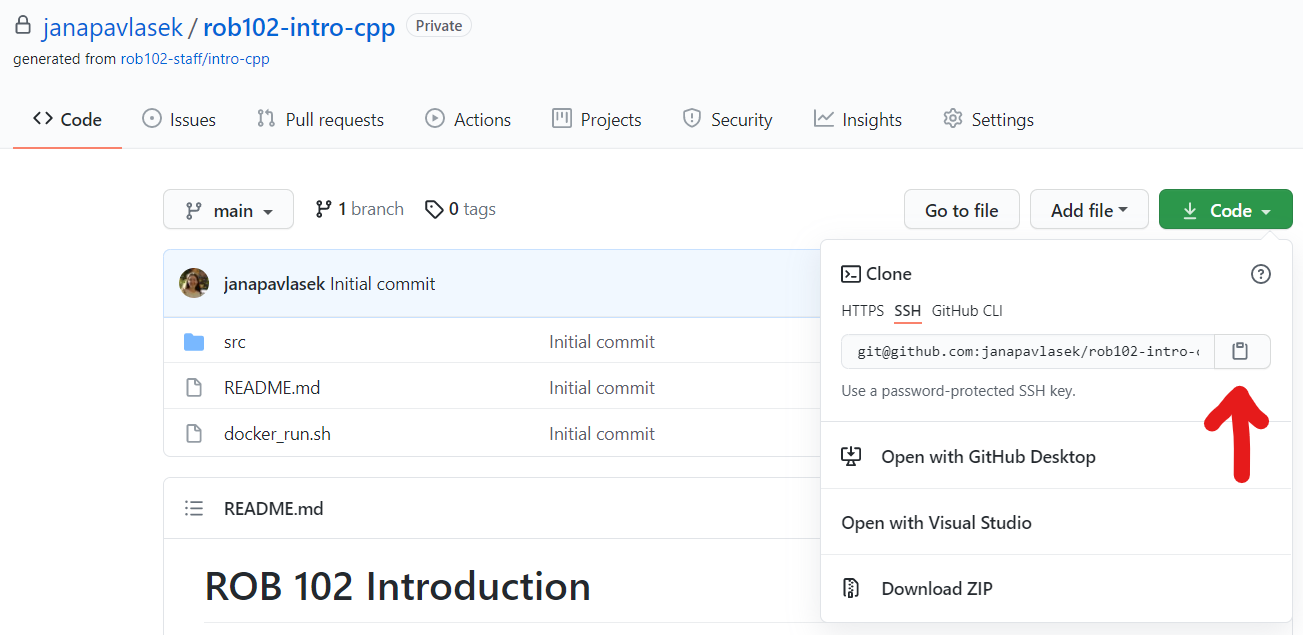 janapavlasek / rob102-intro-cpp Private
generated from rob102-staff/intro-cpp
Code Issues Pull requests Actions Projects Security Insights Settings
main 1 branch 0 tags Go to file Add file Code
janapavlasek Initial commit
src Initial commit
README.md Initial commit
docker_run.sh Initial commit
README.md
ROB 102 Introduction
Clone
HTTPS SSH GitHub CLI
git@github.com:janapavlasek/rob102-intro-
Use a password-protected SSH key.
Open with GitHub Desktop
Open with Visual Studio
Download ZIP